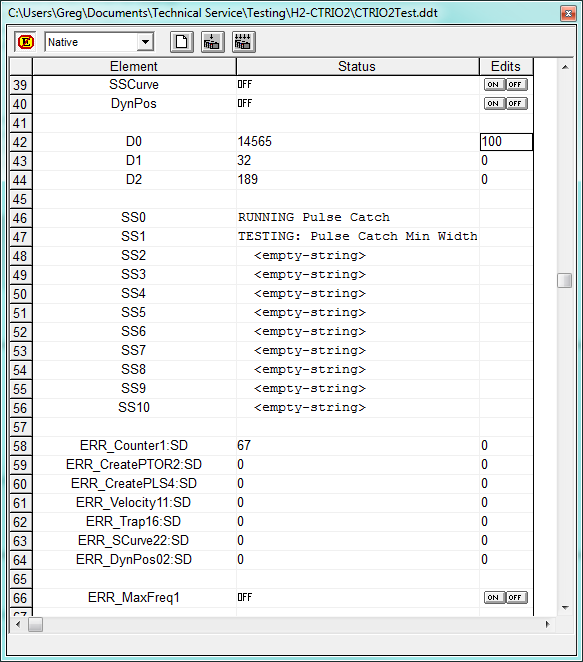 C:\Users\Greg\Documents\Technical Service\Testing\H2-CTRIO2\CTRIO2Test.ddt
E Native
Element Status Edits
39 SSCurve OFF ON OFF
40 DynPos OFF ON OFF
41
42 D0 14565 100
43 D1 32 0
44 D2 189 0
45
46 SS0 RUNNING Pulse Catch
47 SS1 TESTING: Pulse Catch Min Width
48 SS2 <empty-string>
49 SS3 <empty-string>
50 SS4 <empty-string>
51 SS5 <empty-string>
52 SS6 <empty-string>
53 SS7 <empty-string>
54 SS8 <empty-string>
55 SS9 <empty-string>
56 SS10 <empty-string>
57
58 ERR_Counter1:SD 67 0
59 ERR_CreatePTOR2:SD 0 0
60 ERR_CreatePLS4:SD 0 0
61 ERR_Velocity11:SD 0 0
62 ERR_Trap16:SD 0 0
63 ERR_SCurve22:SD 0 0
64 ERR_DynPos02:SD 0 0
65
66 ERR_MaxFreq1 OFF ON OFF
67